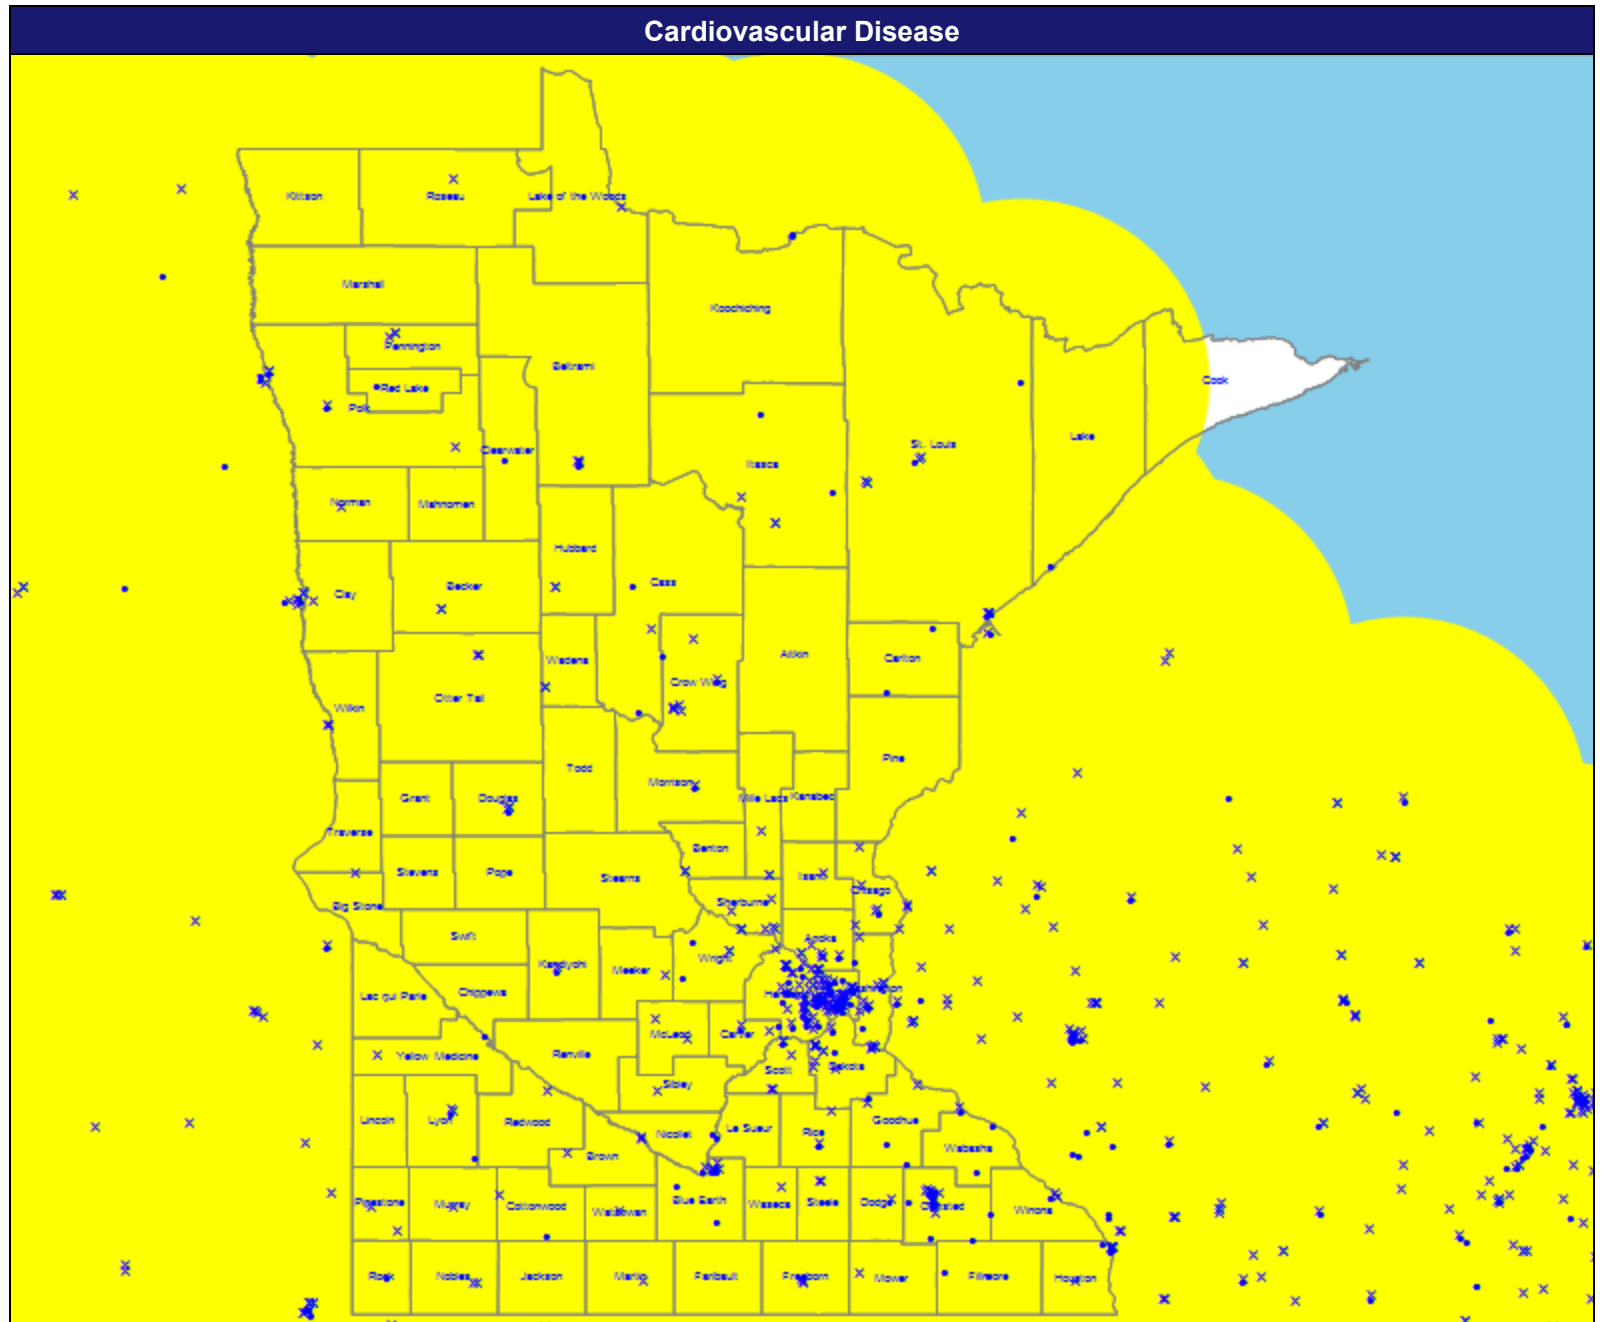 Cardiovascular Disease
Kittson
Roseau
Lake of the Woods
Marshall
Koochiching
Pennington
Beltrami
Cook
Red Lake
Polk
Lake
St. Louis
Clearwater
Itasca
Norman
Mahnomen
Hubbard
Cass
Becker
Clay
Aitkin
Carlton
Wadena
Crow Wing
Otter Tail
Wilkin
Pine
Todd
Morrison
Grant
Douglas
Mille Lacs
Kanabec
Traverse
Benton
Stevens
Pope
Stearns
Isanti
Chisago
Big Stone
Sherburne
Swift
Anoka
Wright
Kandiyohi
Meeker
Chippewa
Lac qui Parle
McLeod
Carver
Renville
Yellow Medicine
Scott
Dakota
Sibley
Lincoln
Lyon
Redwood
Goodhue
Le Sueur
Rice
Nicollet
Wabasha
Brown
Pipestone
Murray
Cottonwood
Watonwan
Blue Earth
Waseca
Steele
Dodge
Olmsted
Winona
Rock
Nobles
Jackson
Martin
Faribault
Freeborn
Mower
Fillmore
Houston